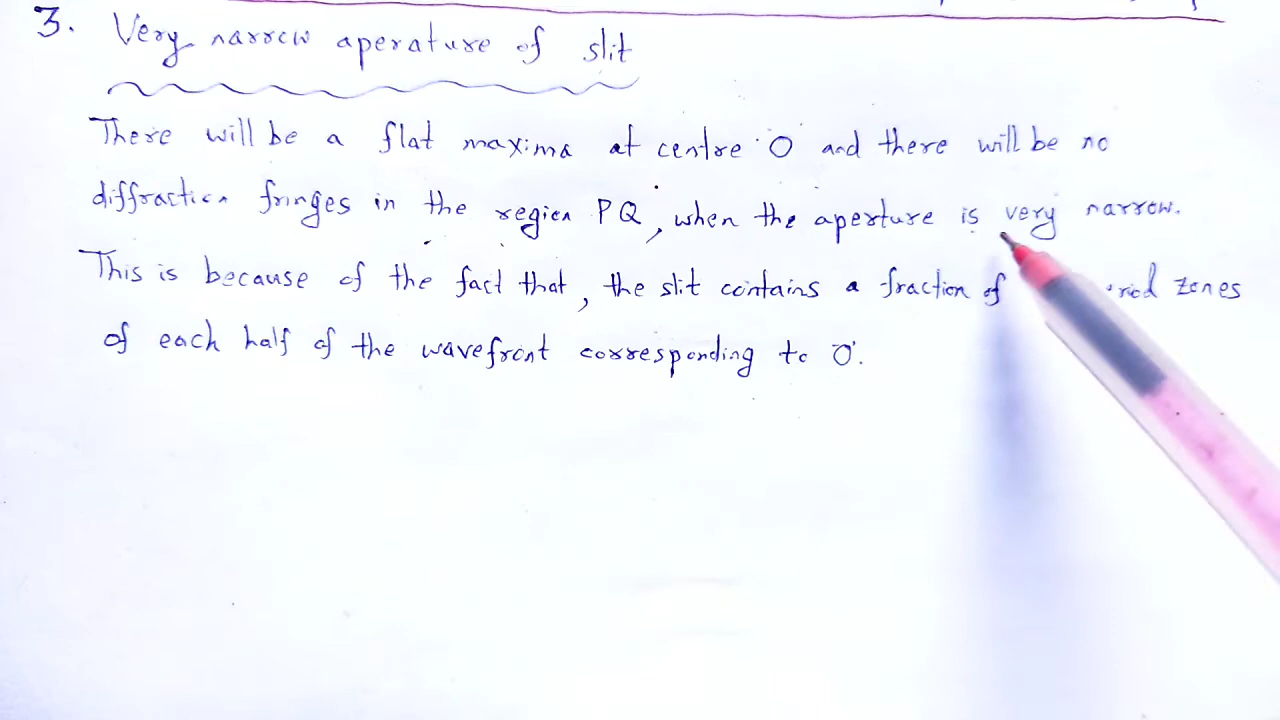 3. Very narrow aperature of slit
There will be a flat maxima at centre O and there will be no
diffraction fringes in the region PQ, when the aperture is very narrow.
This is because of the fact that, the slit contains a fraction of zones
of each half of the wavefront corresponding to O.